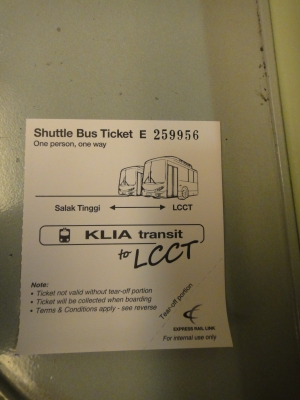 Shuttle Bus Ticket E 259956
One person, one way
Salak Tinggi LCCT
KLIA transit
to LCCT
Note:
• Ticket not valid without tear-off portion
• Ticket will be collected when boarding
• Terms & Conditions apply - see reverse
Tear-off portion
EXPRESS RAIL LINK
For internal use only